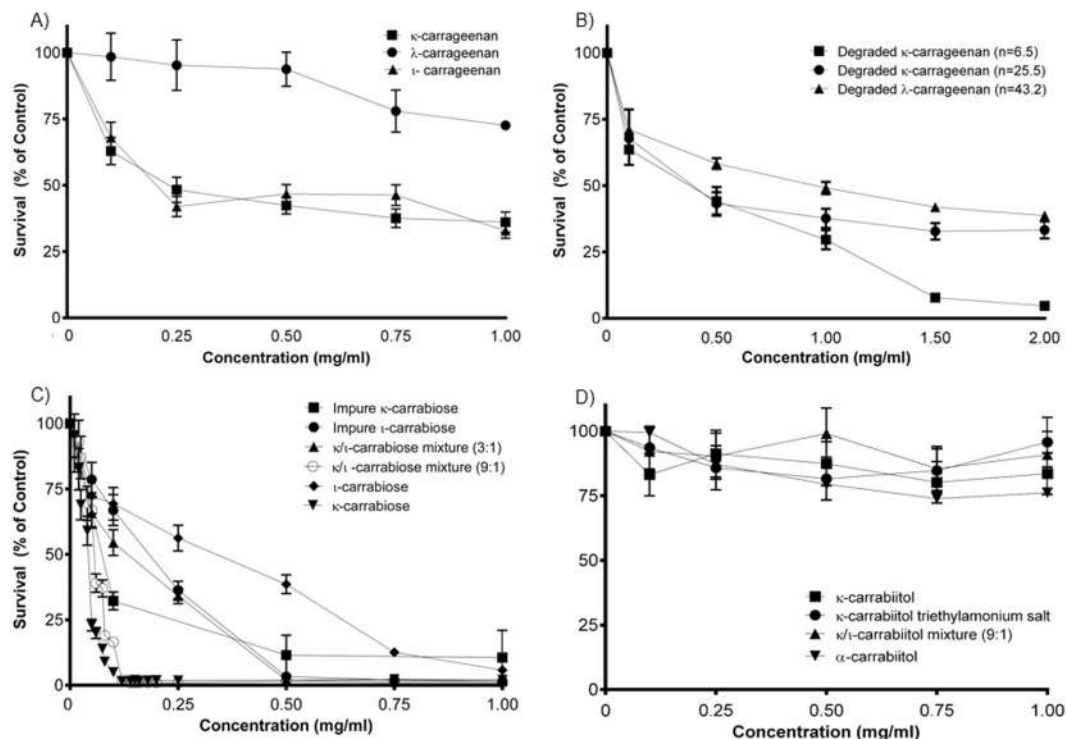 A)
κ-carrageenan
λ-carrageenan
ι- carrageenan
Survival (% of Control)
100
75
50
25
0
0 0.25 0.50 0.75 1.00
Concentration (mg/ml)
B)
Degraded κ-carrageenan (n=6.5)
Degraded κ-carrageenan (n=25.5)
Degraded λ-carrageenan (n=43.2)
Survival (% of Control)
100
75
50
25
0
0 0.50 1.00 1.50 2.00
Concentration (mg/ml)
C)
Impure κ-carrabiose
Impure ι-carrabiose
κ/ι-carrabiose mixture (3:1)
κ/ι -carrabiose mixture (9:1)
ι-carrabiose
κ-carrabiose
Survival (% of Control)
100
75
50
25
0
0 0.25 0.50 0.75 1.00
Concentration (mg/ml)
D)
κ-carrabiitol
κ-carrabiitol triethylamonium salt
κ/ι-carrabiitol mixture (9:1)
α-carrabiitol
Survival (% of Control)
100
75
50
25
0
0 0.25 0.50 0.75 1.00
Concentration (mg/ml)